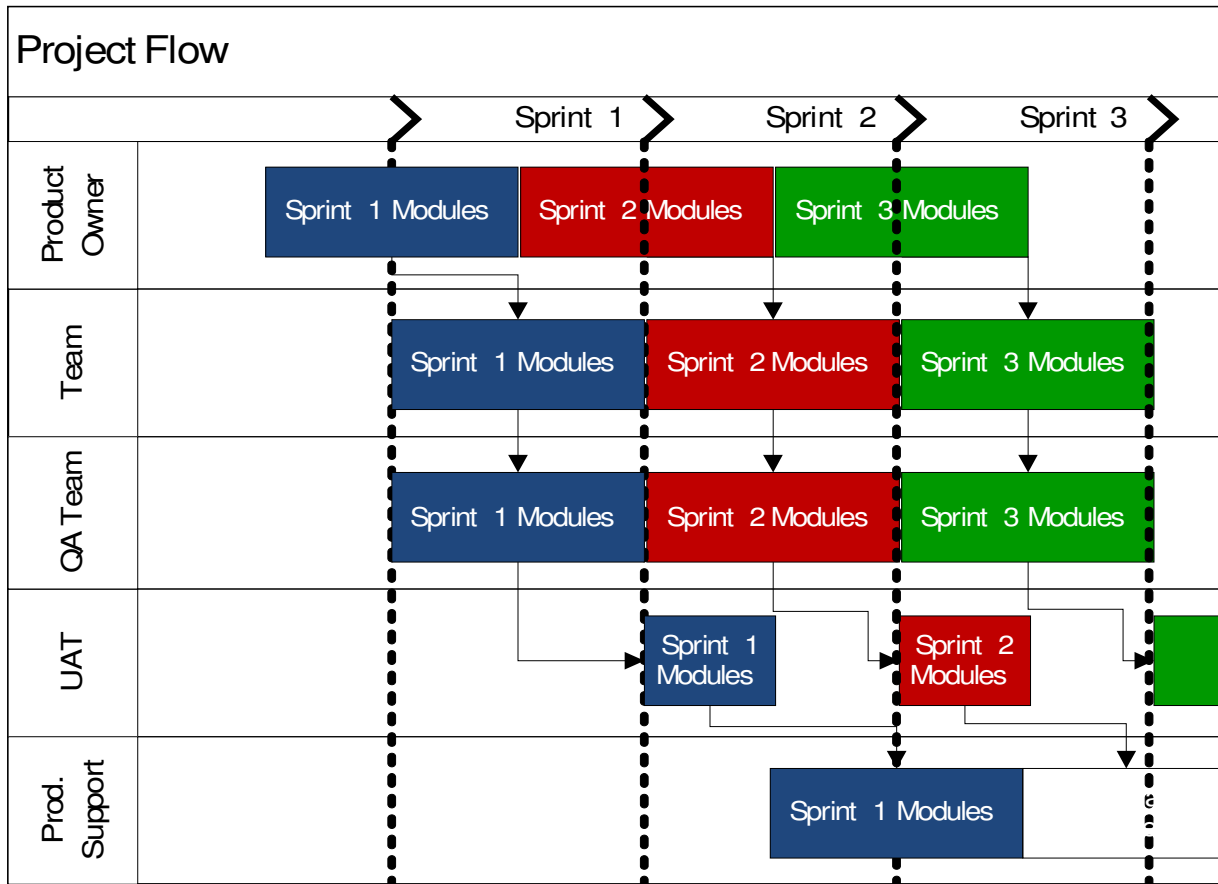 Project Flow
Sprint 1
Sprint 2
Sprint 3
Product
Owner
Sprint 1 Modules
Sprint 2 Modules
Sprint 3 Modules
Team
Sprint 1 Modules
Sprint 2 Modules
Sprint 3 Modules
QA Team
Sprint 1 Modules
Sprint 2 Modules
Sprint 3 Modules
UAT
Sprint 1
Modules
Sprint 2
Modules
Prod.
Support
Sprint 1 Modules